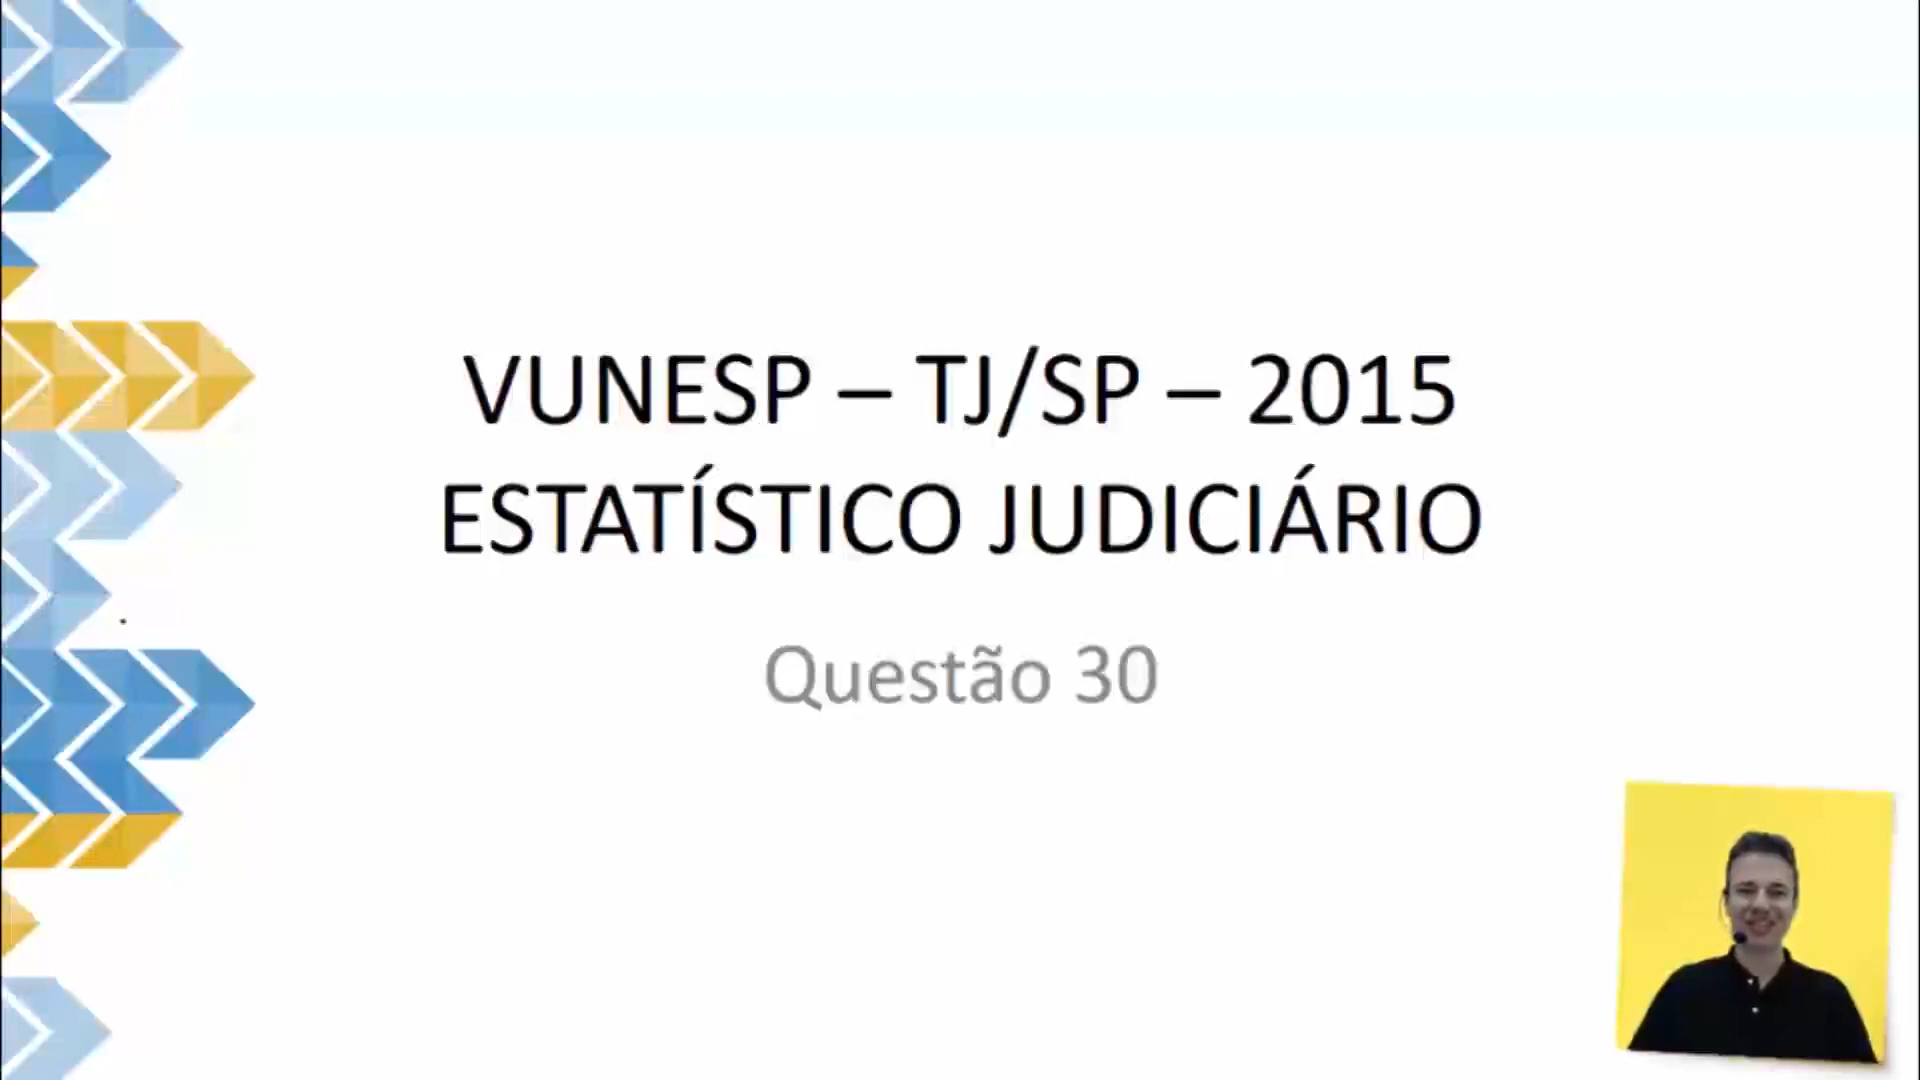 VUNESP – TJ/SP – 2015
ESTATÍSTICO JUDICIÁRIO
Questão 30